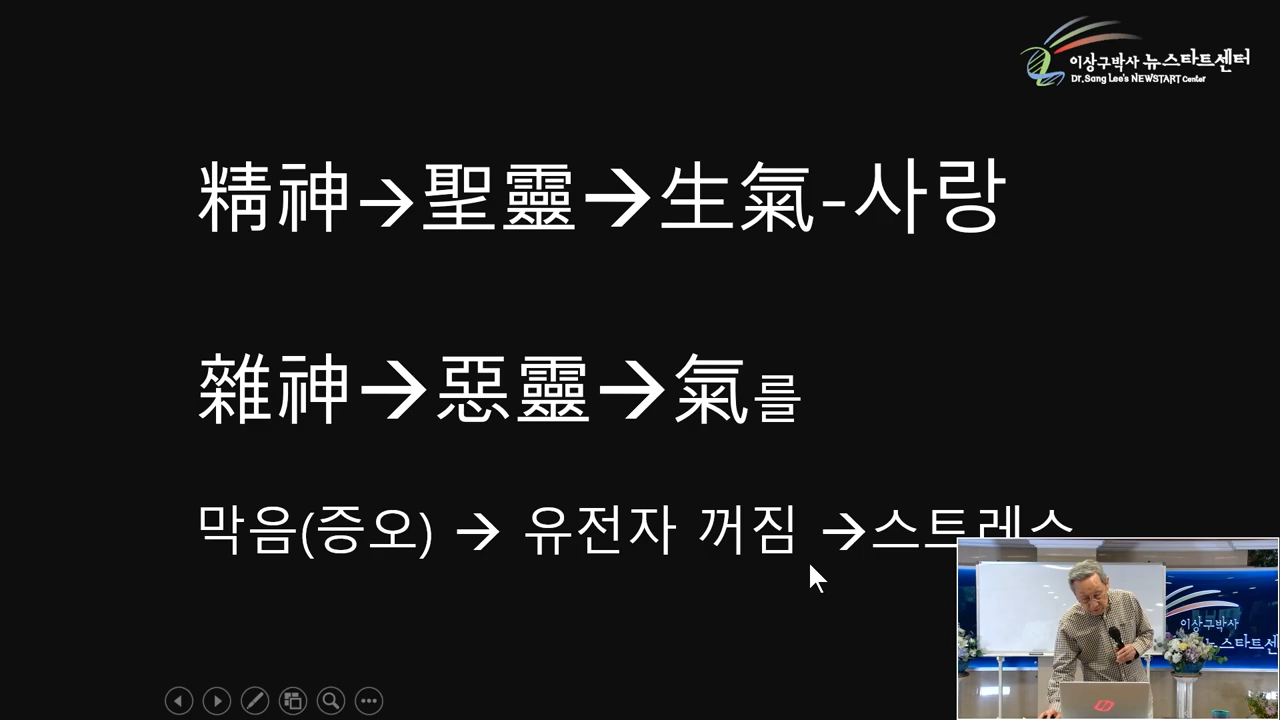 이상구박사 뉴스타트센터
Dr.Sang Lee's NEWSTART Center
精神→聖靈→生氣-사랑
雜神→惡靈→氣를
막음(증오) → 유전자 꺼짐 →스트레스
이상구박사
뉴스타트센